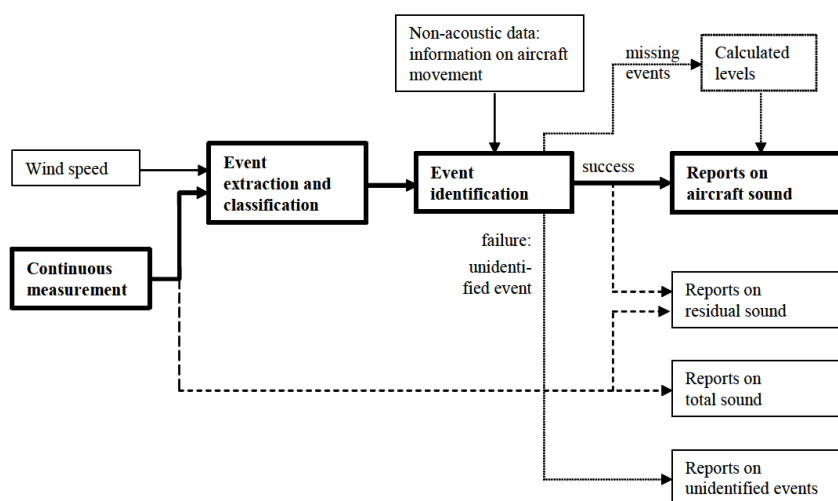 Non-acoustic data:
information on aircraft
movement
missing
events
Calculated
levels
Wind speed
Event
extraction and
classification
Event
identification
success
Reports on
aircraft sound
Continuous
measurement
failure:
unidenti-
fied event
Reports on
residual sound
Reports on
total sound
Reports on
unidentified events